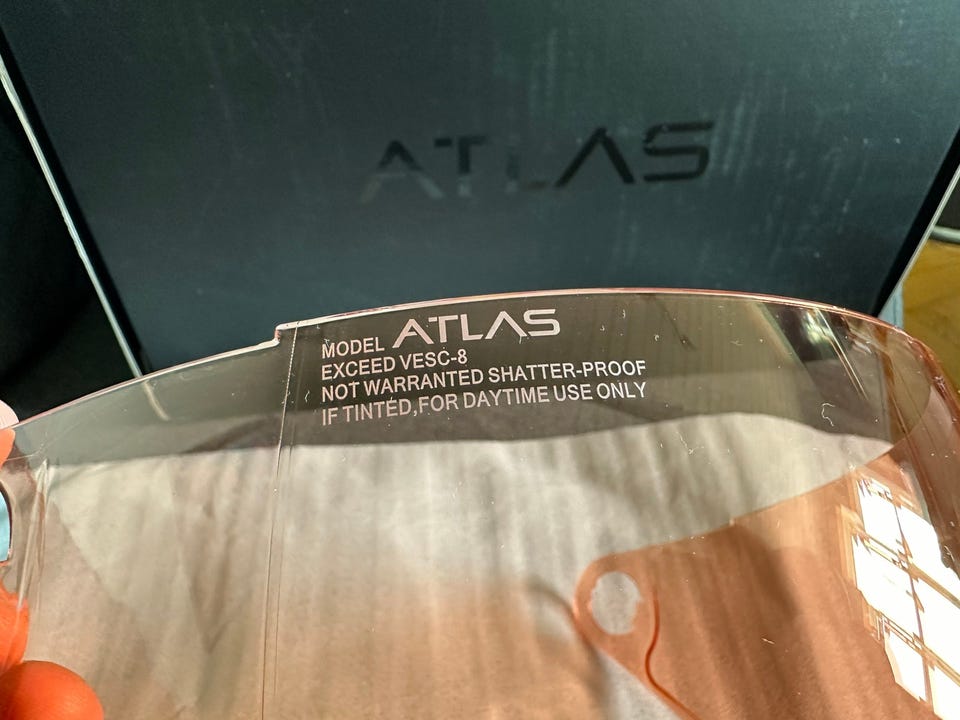 ATLAS
MODEL ATLAS
EXCEED VESC-8
NOT WARRANTED SHATTER-PROOF
IF TINTED,FOR DAYTIME USE ONLY